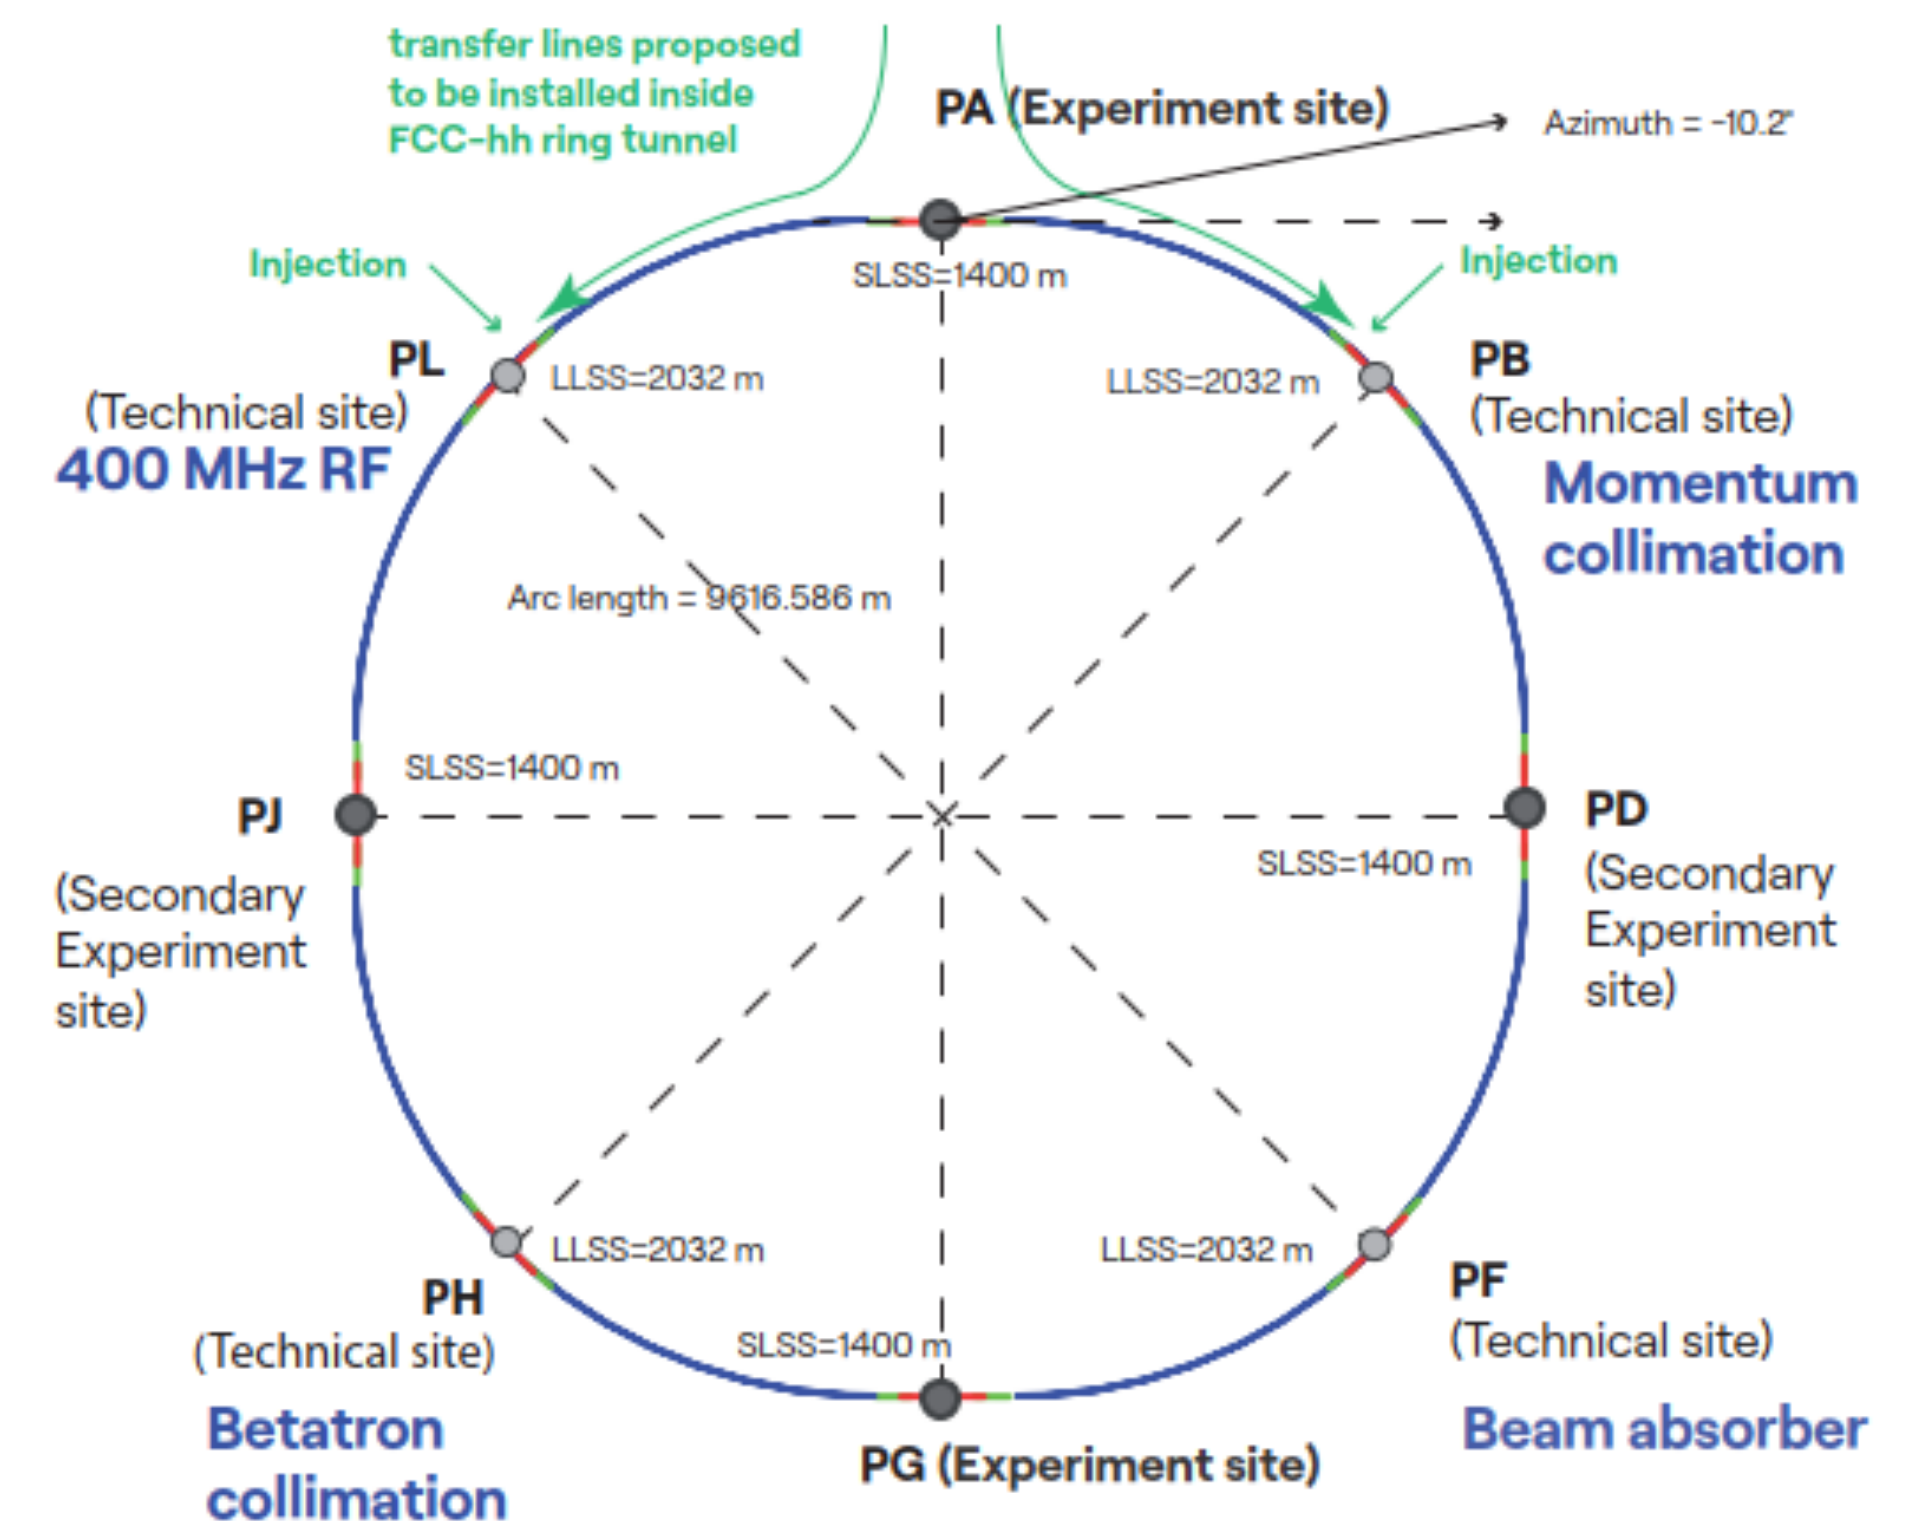 transfer lines proposed
to be installed inside
FCC-hh ring tunnel
PA (Experiment site)
Azimuth = -10.2°
Injection
Injection
SLSS=1400 m
PL
(Technical site)
400 MHz RF
LLSS=2032 m
LLSS=2032 m
PB
(Technical site)
Momentum
collimation
Arc length = 9616.586 m
SLSS=1400 m
PJ
(Secondary
Experiment
site)
PD
(Secondary
Experiment
site)
SLSS=1400 m
LLSS=2032 m
PH
(Technical site)
Betatron
collimation
LLSS=2032 m
PF
(Technical site)
Beam absorber
SLSS=1400 m
PG (Experiment site)